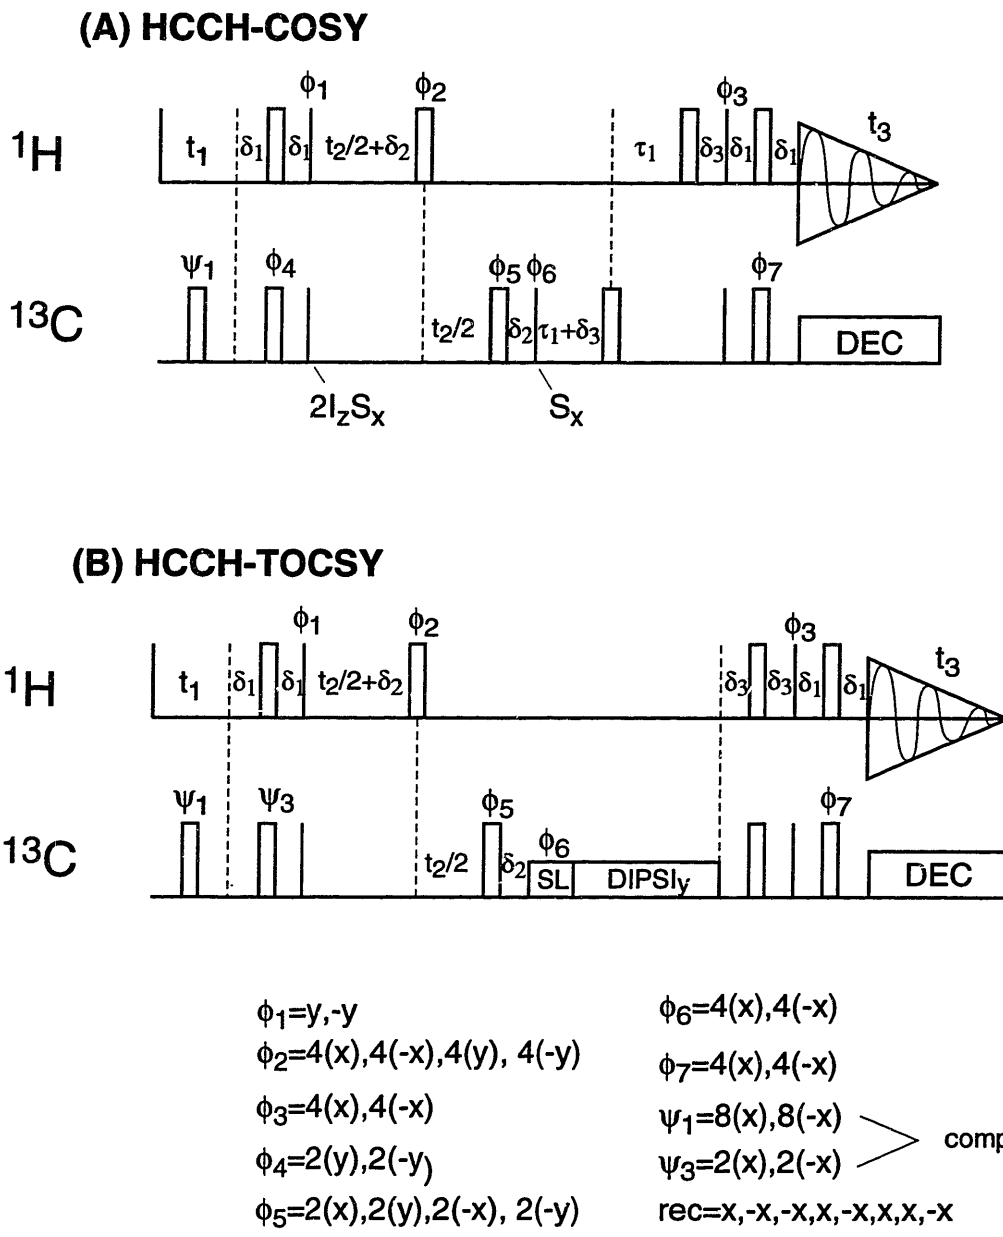 (A) HCCH-COSY
ϕ1 ϕ2 ϕ3
1H t1 δ1 δ1 t2/2+δ2 τ1 δ3 δ1 δ1 t3
ψ1 ϕ4 ϕ5 ϕ6 ϕ7
13C t2/2 δ2 τ1+δ3 DEC
2IzSx Sx
(B) HCCH-TOCSY
ϕ1 ϕ2 ϕ3
1H t1 δ1 δ1 t2/2+δ2 δ3 δ3 δ1 δ1 t3
ψ1 ψ3 ϕ5 ϕ6 ϕ7
13C t2/2 δ2 SL DIPSIy DEC
ϕ1=y,-y
ϕ2=4(x),4(-x),4(y), 4(-y)
ϕ3=4(x),4(-x)
ϕ4=2(y),2(-y)
ϕ5=2(x),2(y),2(-x), 2(-y)
ϕ6=4(x),4(-x)
ϕ7=4(x),4(-x)
ψ1=8(x),8(-x)
ψ3=2(x),2(-x)
comp
rec=x,-x,-x,x,-x,x,x,-x